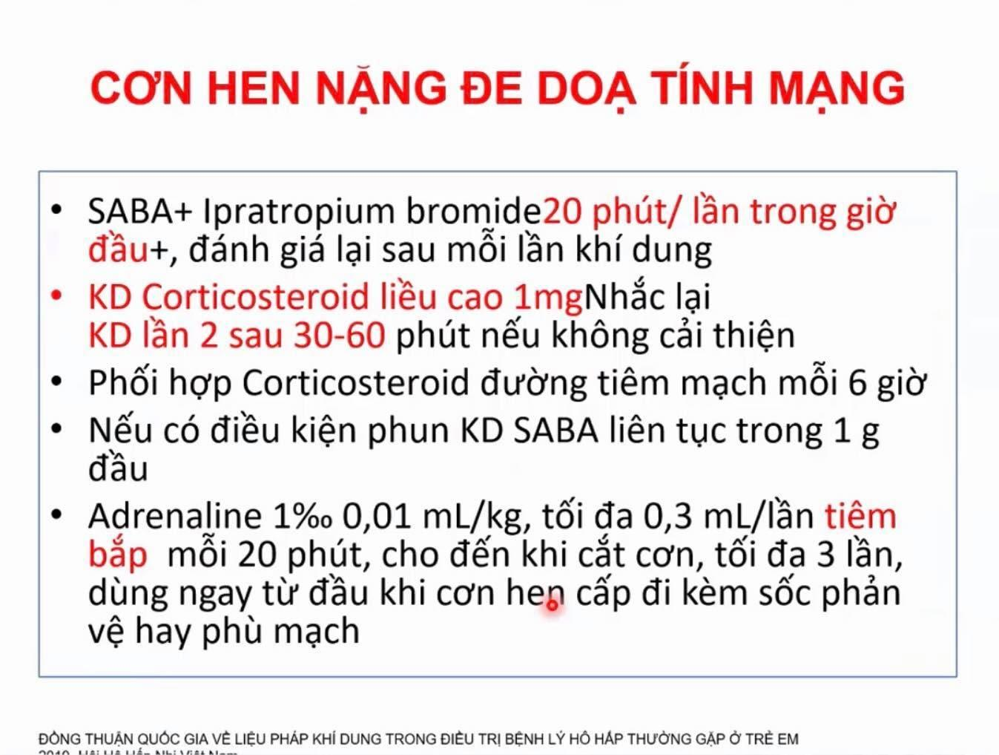 CƠN HEN NẶNG ĐE DOẠ TÍNH MẠNG
• SABA+ Ipratropium bromide20 phút/ lần trong giờ
đầu+, đánh giá lại sau mỗi lần khí dung
• KD Corticosteroid liều cao 1mgNhắc lại
KD lần 2 sau 30-60 phút nếu không cải thiện
• Phối hợp Corticosteroid đường tiêm mạch mỗi 6 giờ
• Nếu có điều kiện phun KD SABA liên tục trong 1 g
đầu
• Adrenaline 1‰ 0,01 mL/kg, tối đa 0,3 mL/lần tiêm
bắp mỗi 20 phút, cho đến khi cắt cơn, tối đa 3 lần,
dùng ngay từ đầu khi cơn hen cấp đi kèm sốc phản
vệ hay phù mạch
ĐỒNG THUẬN QUỐC GIA VỀ LIỆU PHÁP KHÍ DUNG TRONG ĐIỀU TRỊ BỆNH LÝ HÔ HẤP THƯỜNG GẶP Ở TRẺ EM
Hội Hô Hấp Nhi Việt Nam